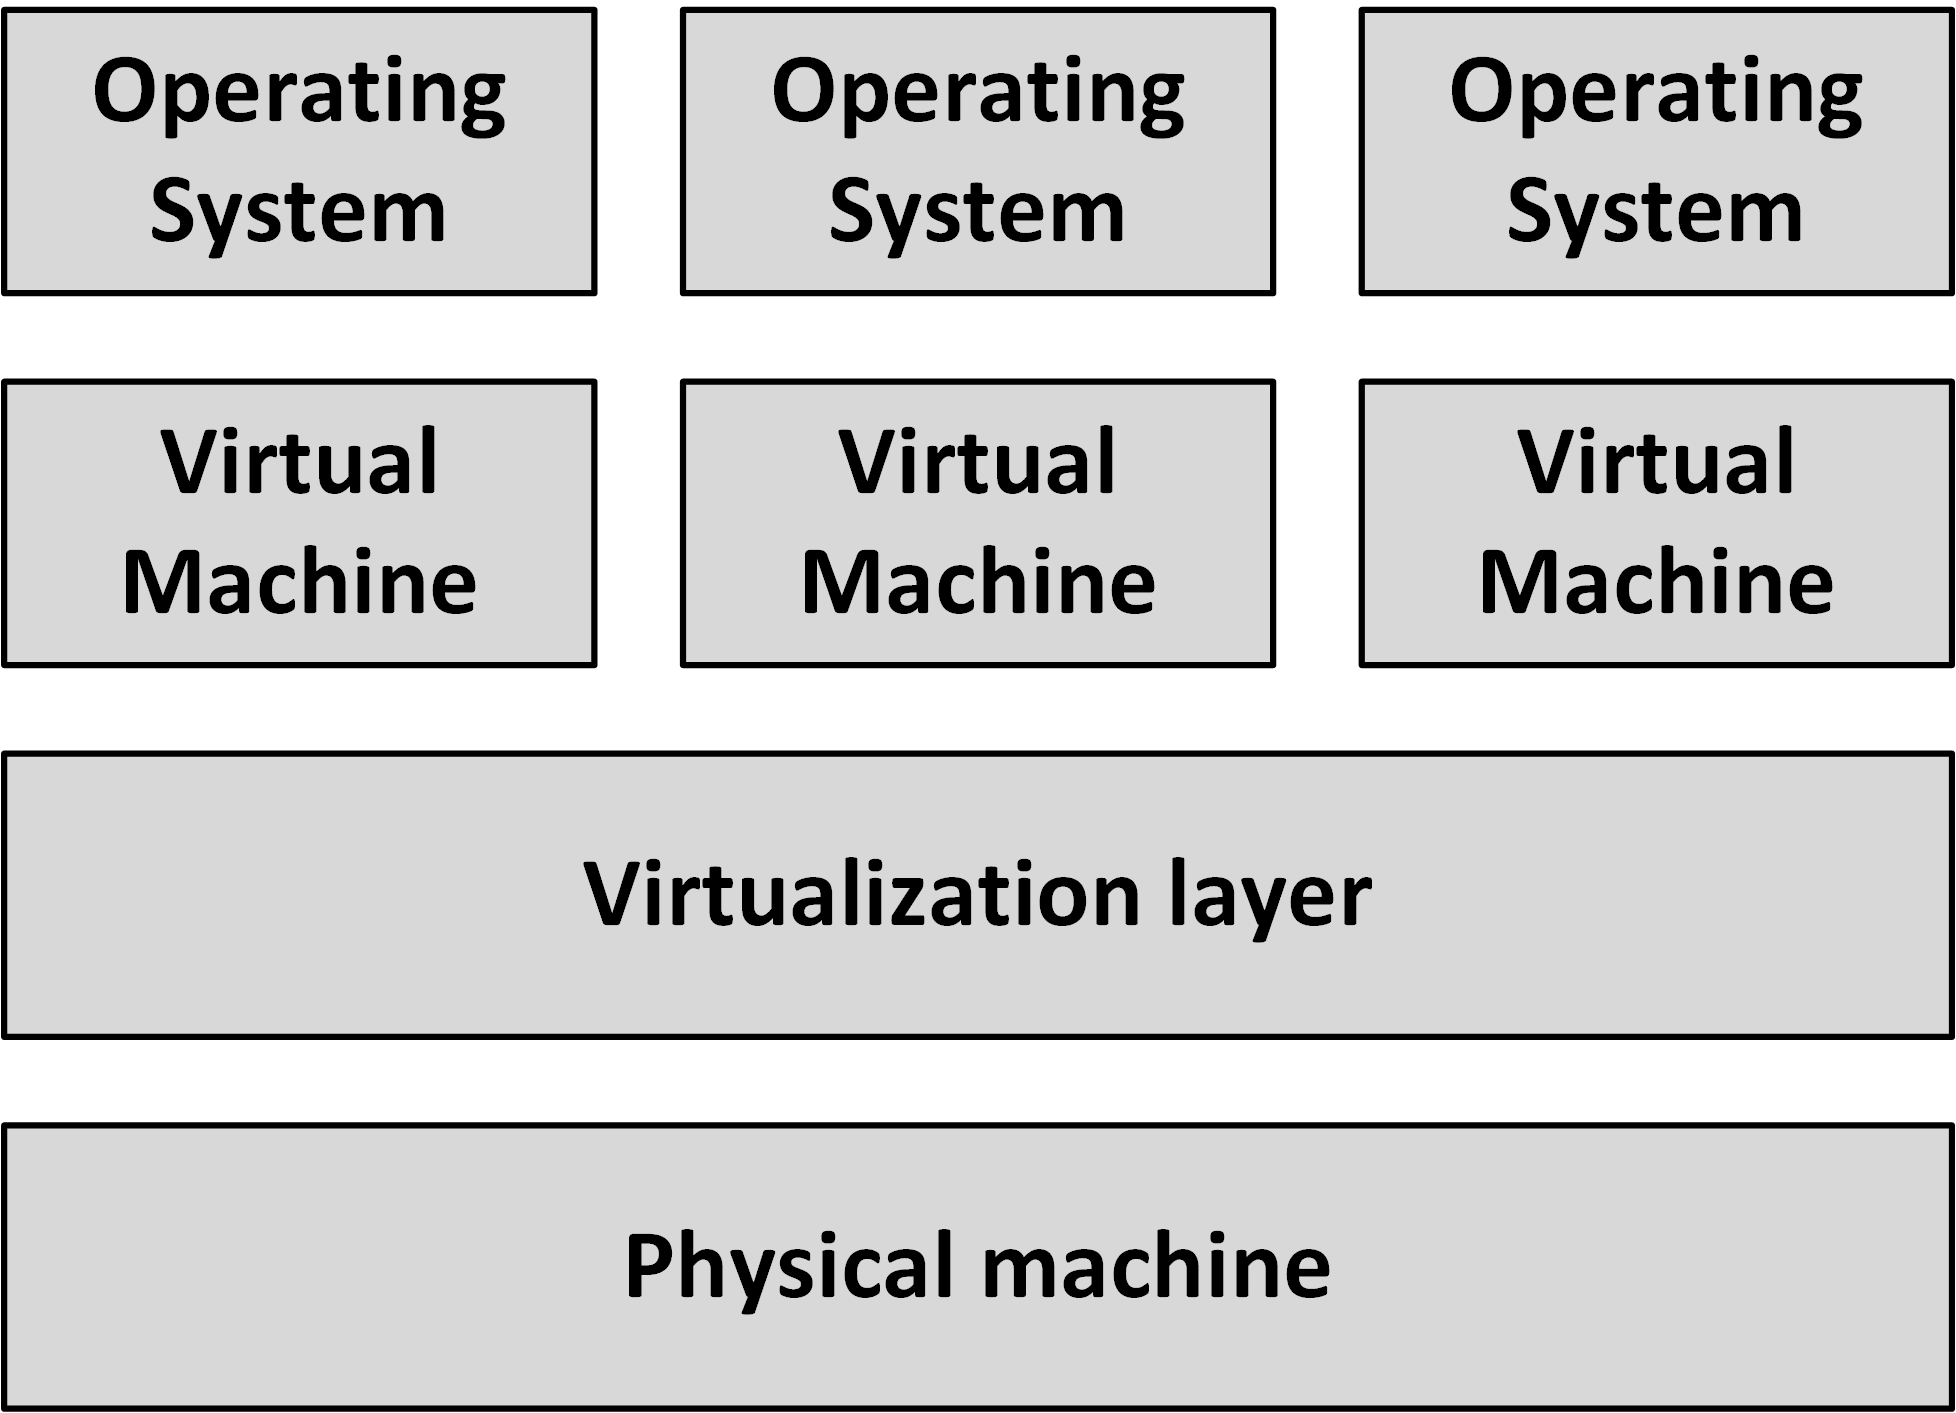 Operating
System
Operating
System
Operating
System
Virtual
Machine
Virtual
Machine
Virtual
Machine
Virtualization layer
Physical machine